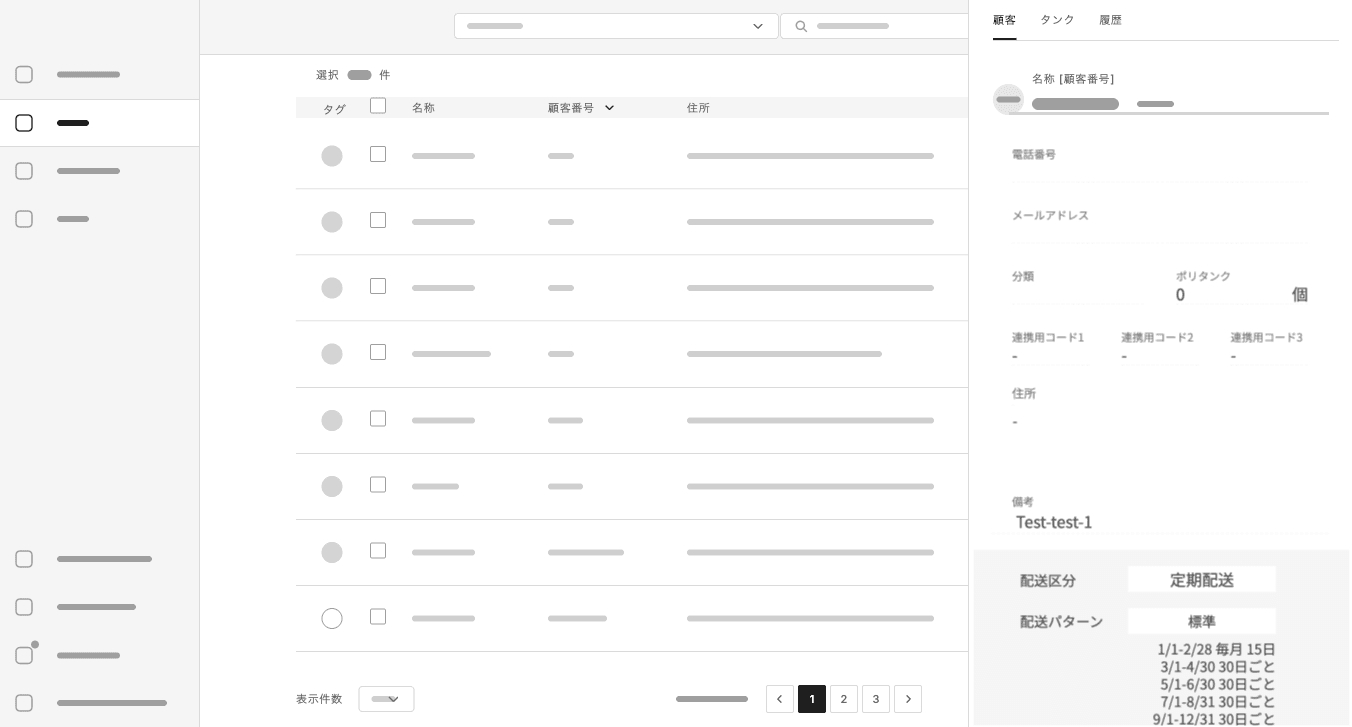 選択 件
タグ 名称 顧客番号 住所
表示件数
1 2 3
顧客 タンク 履歴
名称 [顧客番号]
電話番号
メールアドレス
分類 ポリタンク
0 個
連携用コード1 連携用コード2 連携用コード3
- - -
住所
-
備考
Test-test-1
配送区分 定期配送
配送パターン 標準
1/1-2/28 毎月 15日
3/1-4/30 30日ごと
5/1-6/30 30日ごと
7/1-8/31 30日ごと
9/1-12/31 30日ごと